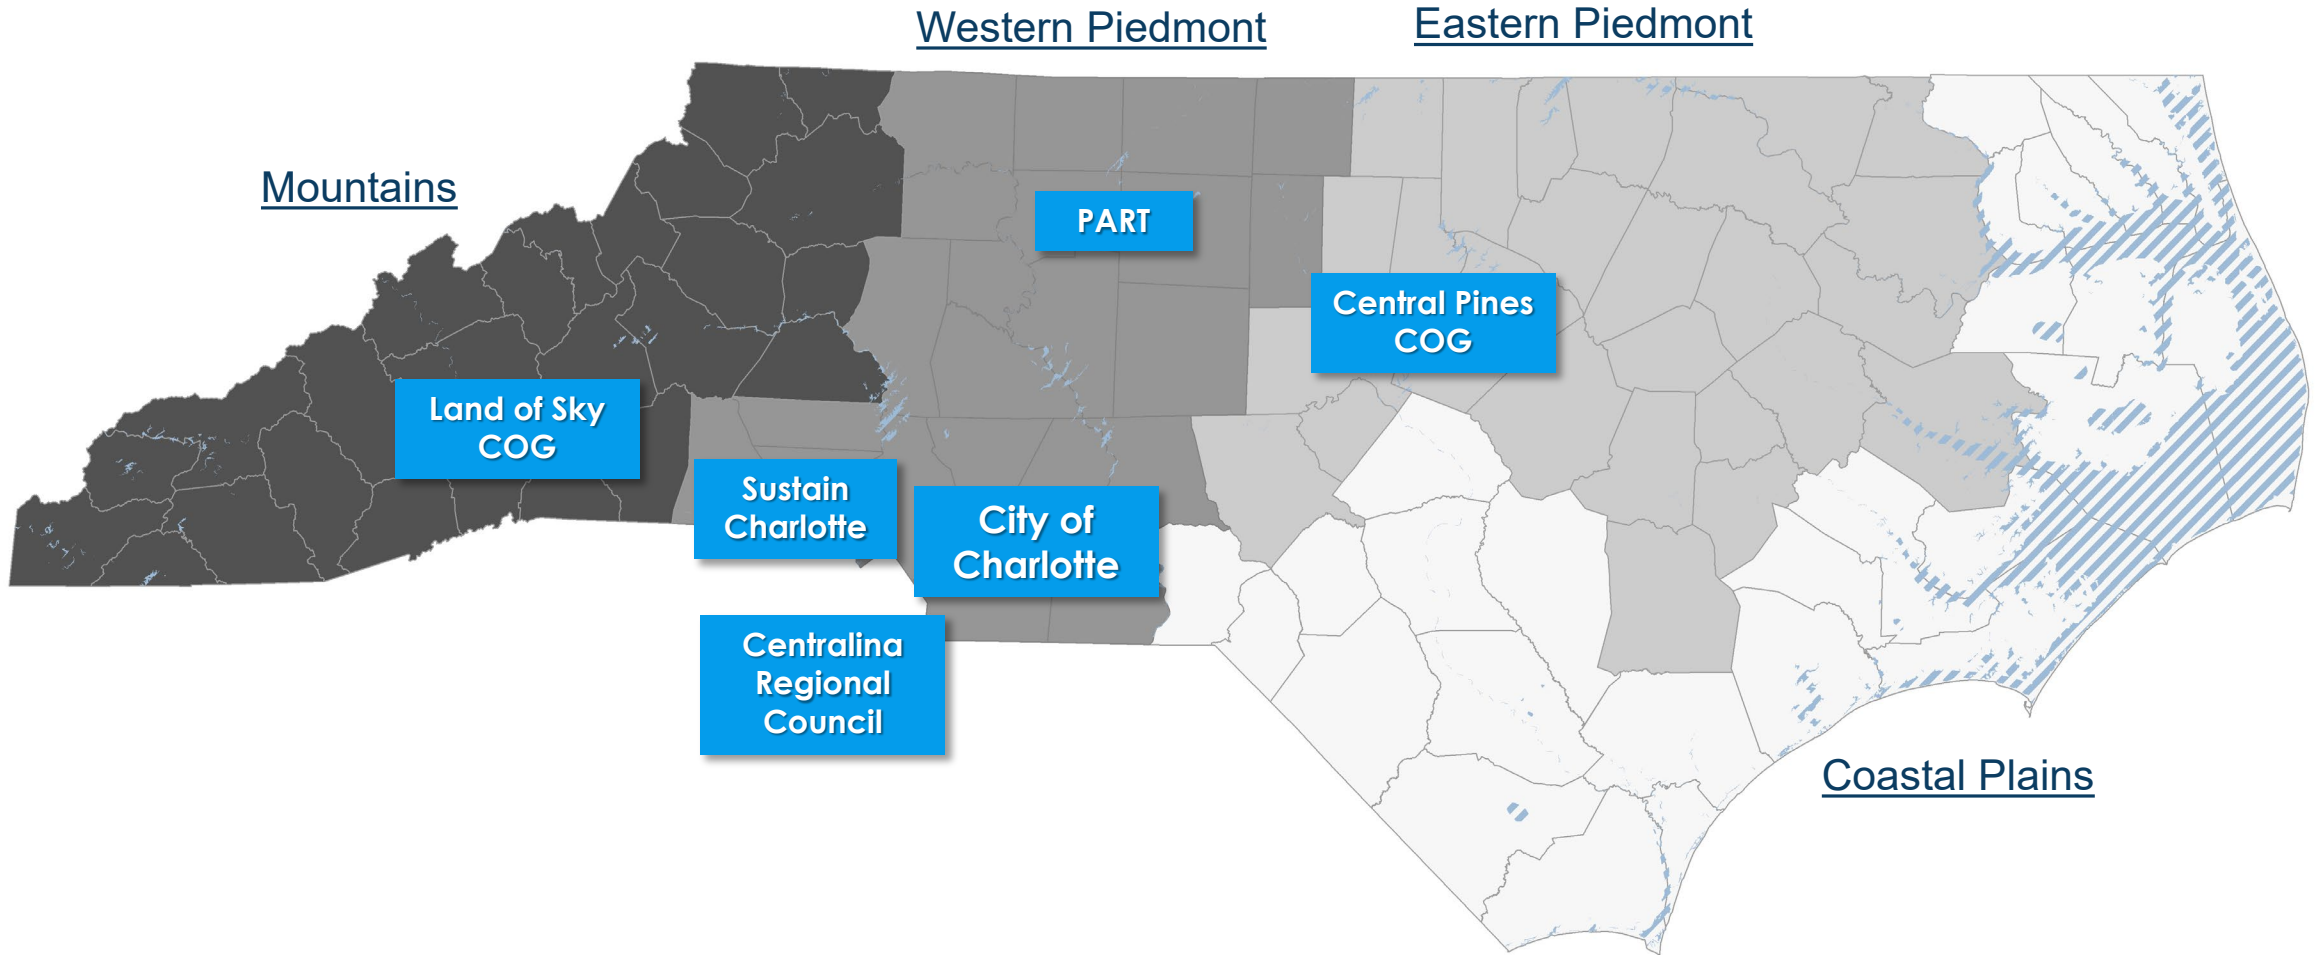 Western Piedmont
Eastern Piedmont
Mountains
PART
Central Pines
COG
Land of Sky
COG
Sustain
Charlotte
City of
Charlotte
Centralina
Regional
Council
Coastal Plains